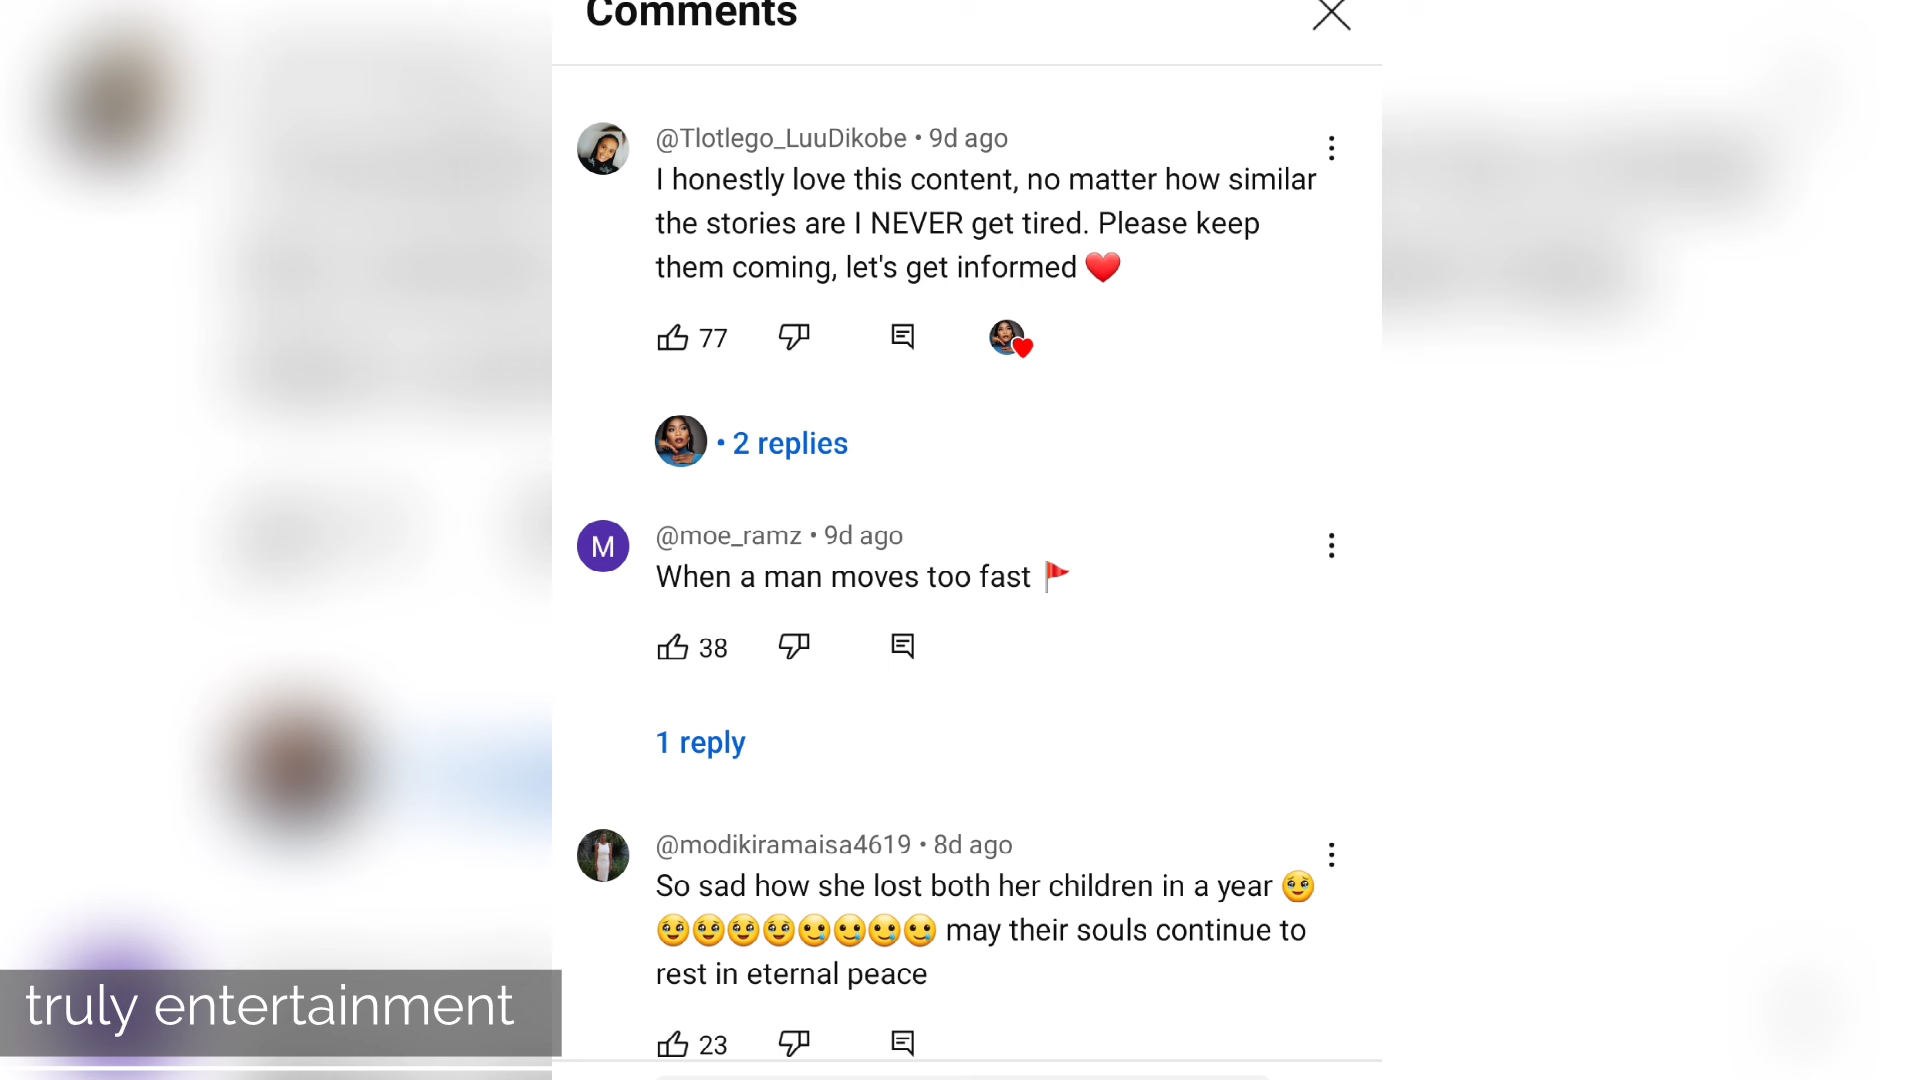 Comments
@Tlotlego_LuuDikobe • 9d ago
I honestly love this content, no matter how similar
the stories are I NEVER get tired. Please keep
them coming, let's get informed ❤️
77
• 2 replies
M
@moe_ramz • 9d ago
When a man moves too fast 🚩
38
1 reply
@modikiramaisa4619 • 8d ago
So sad how she lost both her children in a year 🥹
🥹🥹🥹🥹🥲🥲🥲🥲 may their souls continue to
rest in eternal peace
23
truly entertainment